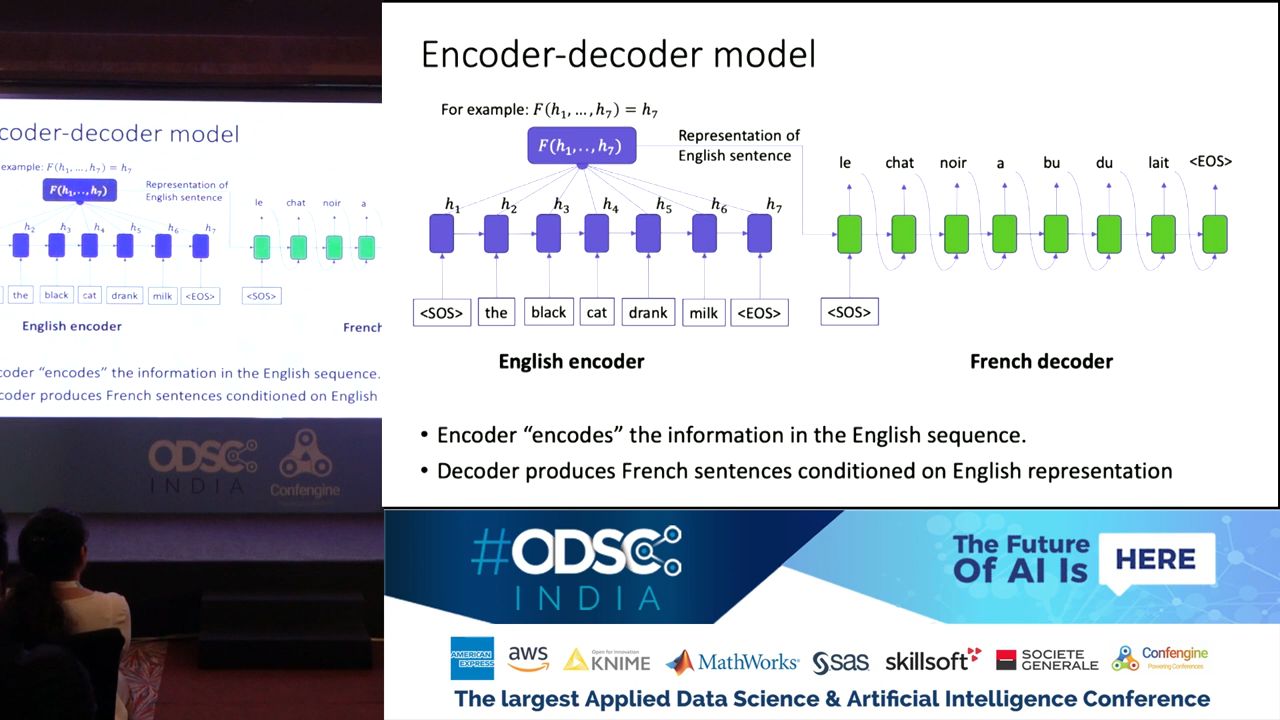 coder-decoder model
example: F(h₁, ..., h₇) = h₇
F(h₁,..,h₇)
Representation of
English sentence
le chat noir a
h₂ h₃ h₄ h₅ h₆ h₇
the black cat drank milk <EOS> <SOS>
English encoder French
coder “encodes” the information in the English sequence.
coder produces French sentences conditioned on English
ODSC
INDIA
Confengine
Encoder-decoder model
For example: F(h₁, ..., h₇) = h₇
F(h₁,..,h₇)
Representation of
English sentence
le chat noir a bu du lait <EOS>
h₁ h₂ h₃ h₄ h₅ h₆ h₇
<SOS> the black cat drank milk <EOS> <SOS>
English encoder French decoder
• Encoder “encodes” the information in the English sequence.
• Decoder produces French sentences conditioned on English representation
#ODSC
INDIA
The Future
Of AI Is HERE
AMERICAN
EXPRESS
aws
Open for Innovation
KNIME
MathWorks®
sas
skillsoft
SOCIETE
GENERALE
Confengine
Powering Conferences
The largest Applied Data Science & Artificial Intelligence Conference